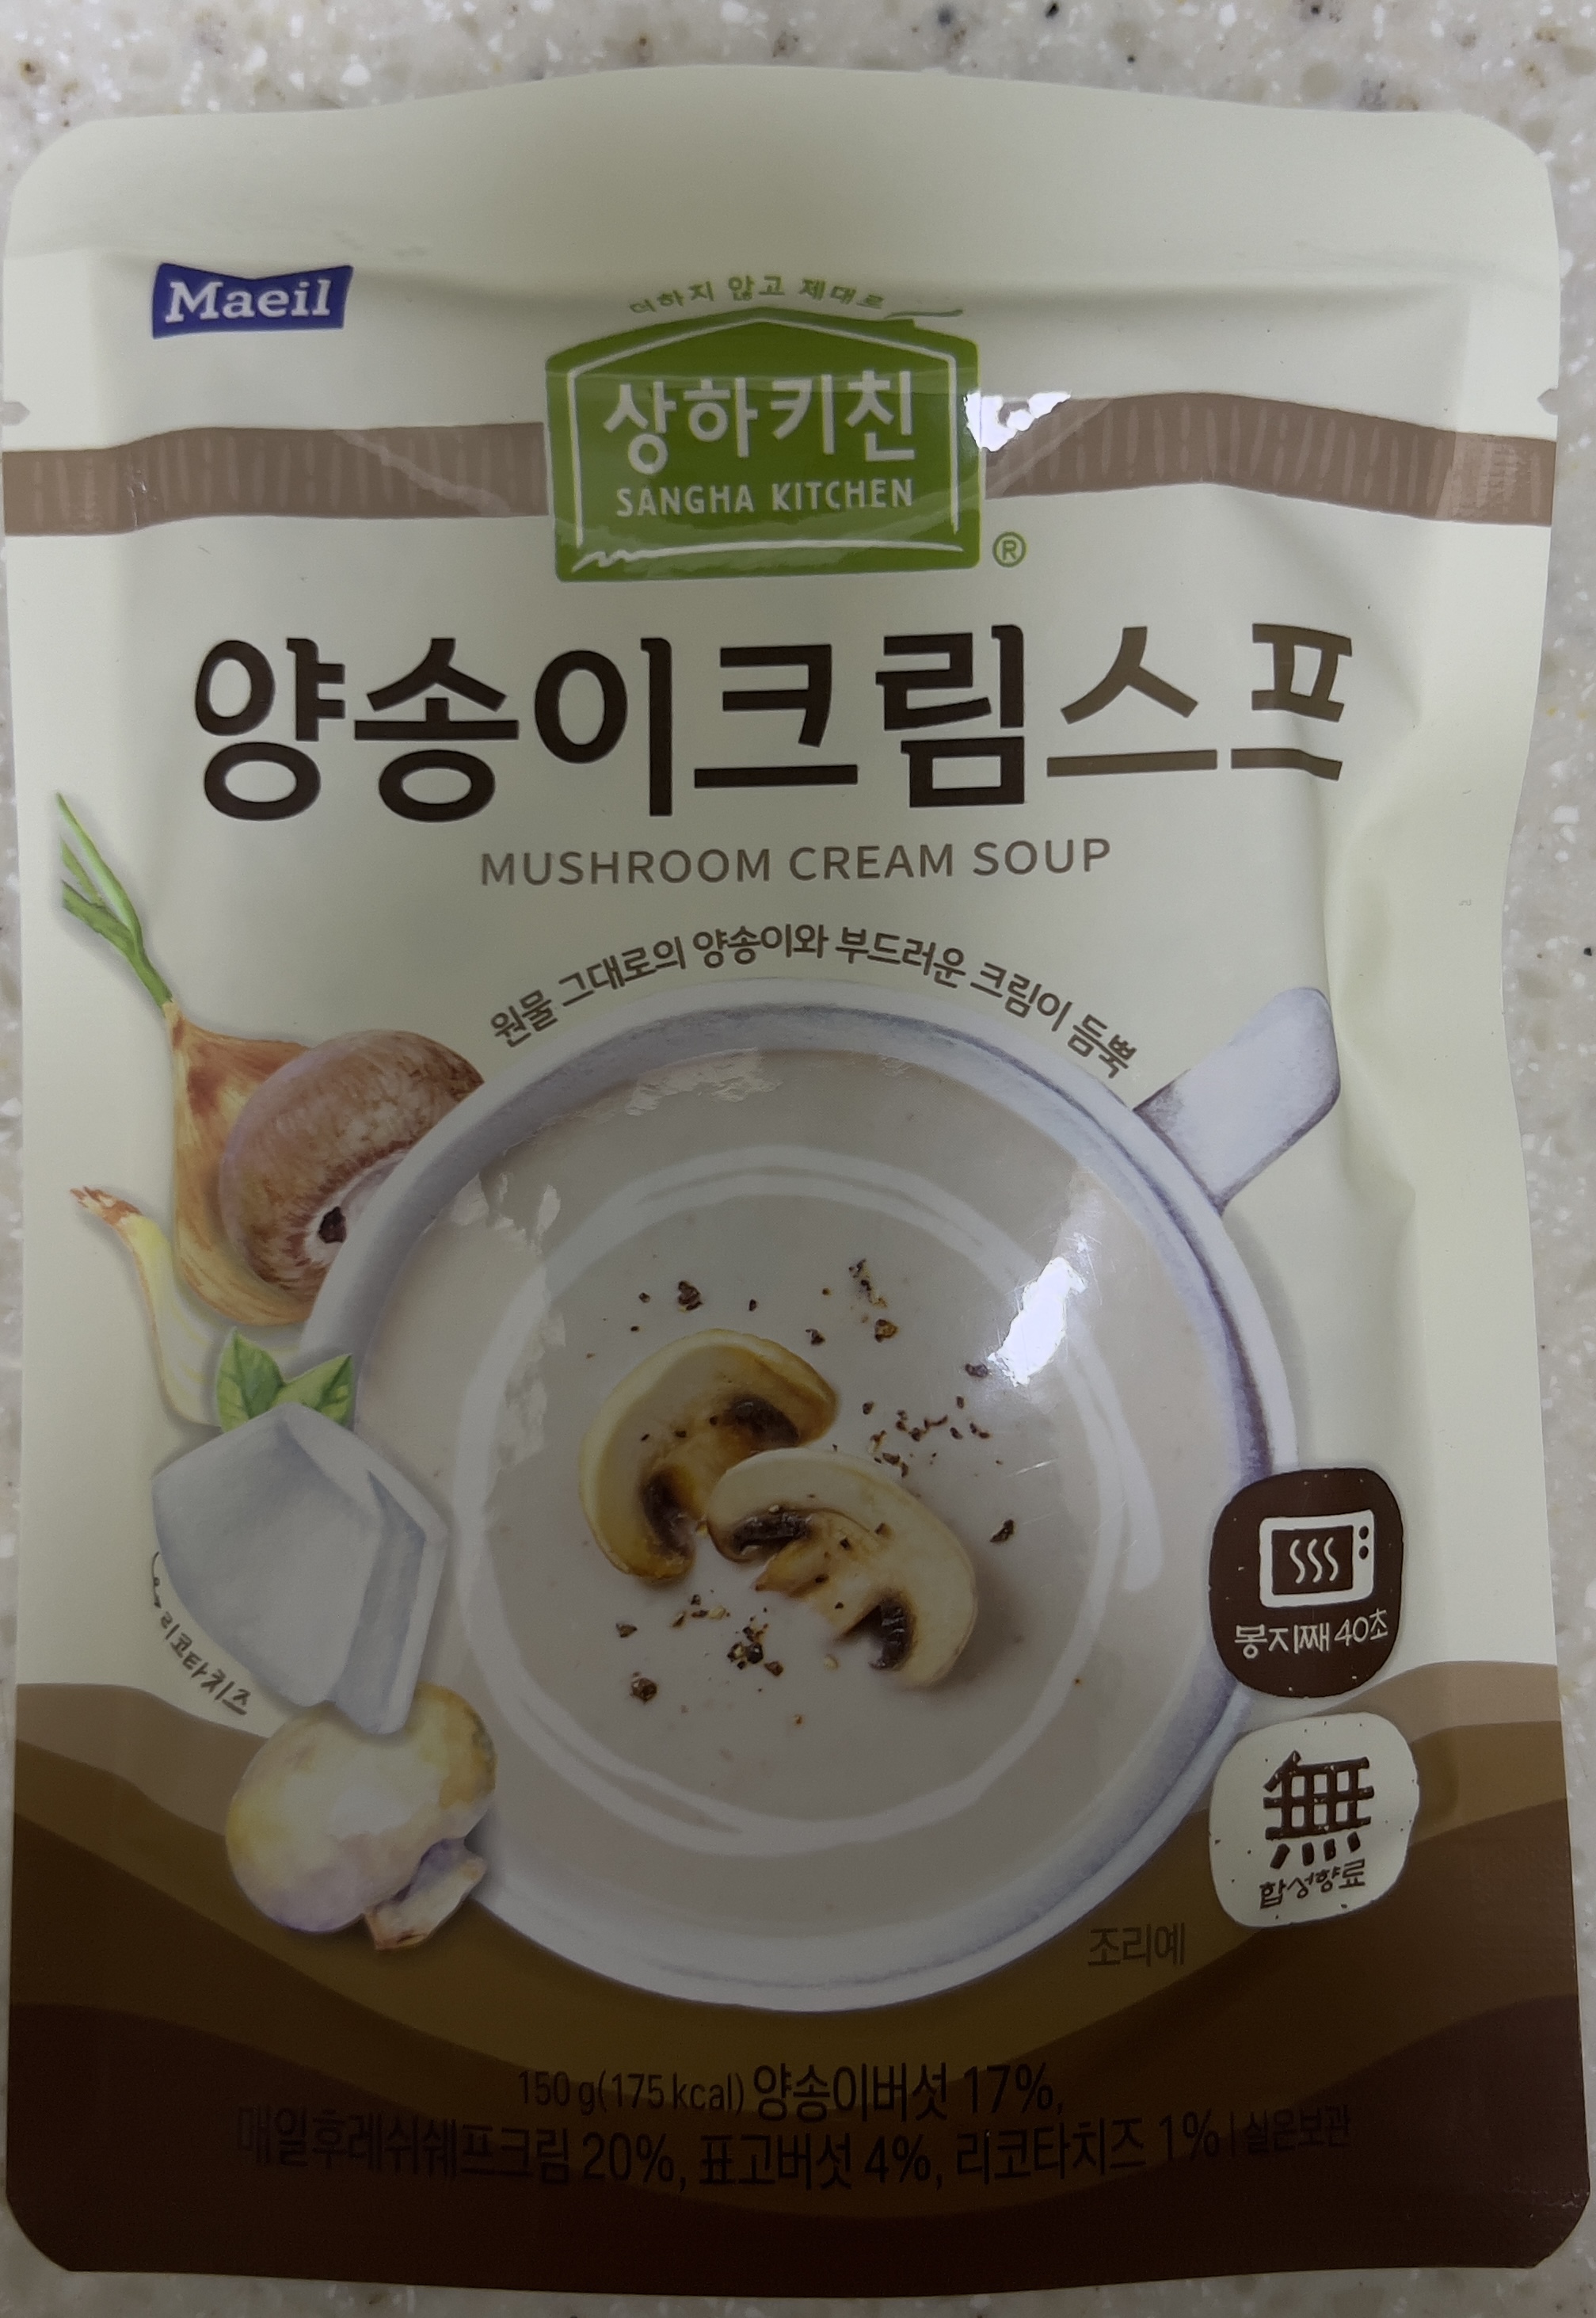 Maeil
더하지 않고 제대로
상하키친
SANGHA KITCHEN
®
양송이크림스프
MUSHROOM CREAM SOUP
원물 그대로의 양송이와 부드러운 크림이 듬뿍
리코타치즈
봉지째 40초
無
합성향료
조리예
150 g(175 kcal) 양송이버섯 17%,
매일후레쉬쉐프크림 20%, 표고버섯 4%, 리코타치즈 1% | 실온보관